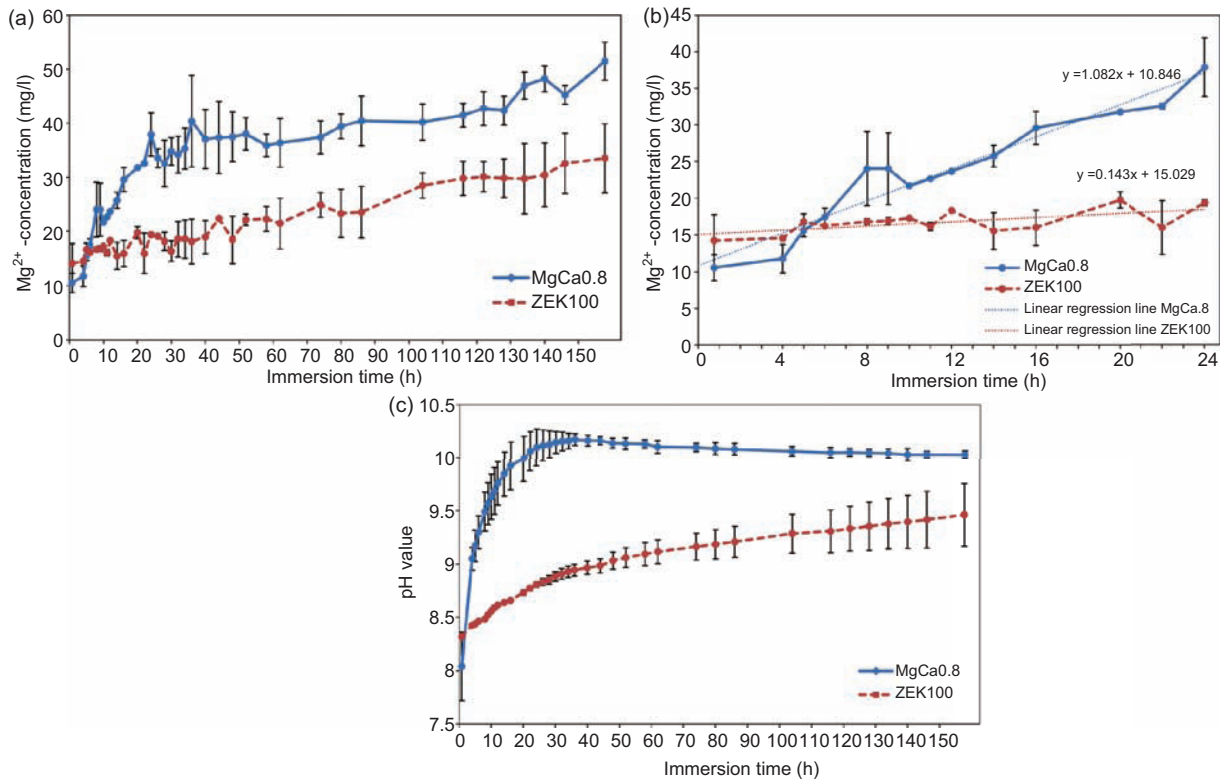 (a)
60
50
40
30
20
10
0
Mg2+ -concentration (mg/l)
0 10 20 30 40 50 60 70 80 90 100 110 120 130 140 150
Immersion time (h)
MgCa0.8
ZEK100
(b)
45
40
35
30
25
20
15
10
5
0
Mg2+ -concentration (mg/l)
0 4 8 12 16 20 24
Immersion time (h)
y =1.082x + 10.846
y=0.143x + 15.029
MgCa0.8
ZEK100
Linear regression line MgCa.8
Linear regression line ZEK100
(c)
10.5
10
9.5
9
8.5
8
7.5
pH value
0 10 20 30 40 50 60 70 80 90 100 110 120 130 140 150
Immersion time (h)
MgCa0.8
ZEK100